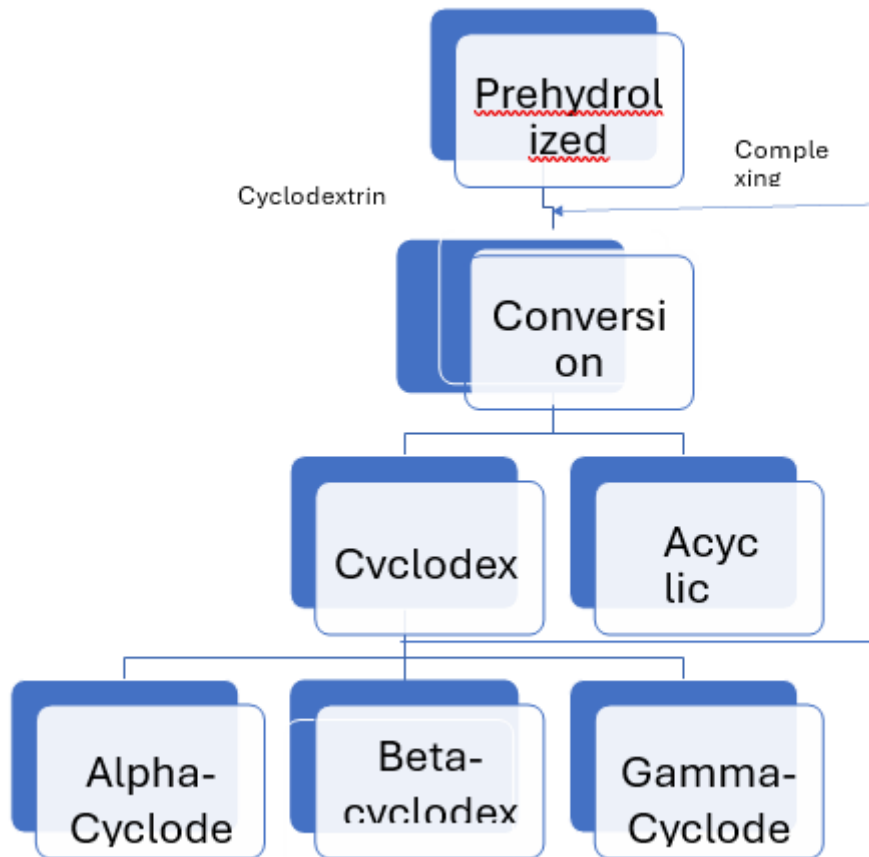 Prehydrol
ized
Comple
xing
Cyclodextrin
Conversi
on
Cyclodex
Acyc
lic
Alpha-
Cyclode
Beta-
cyclodex
Gamma-
Cyclode